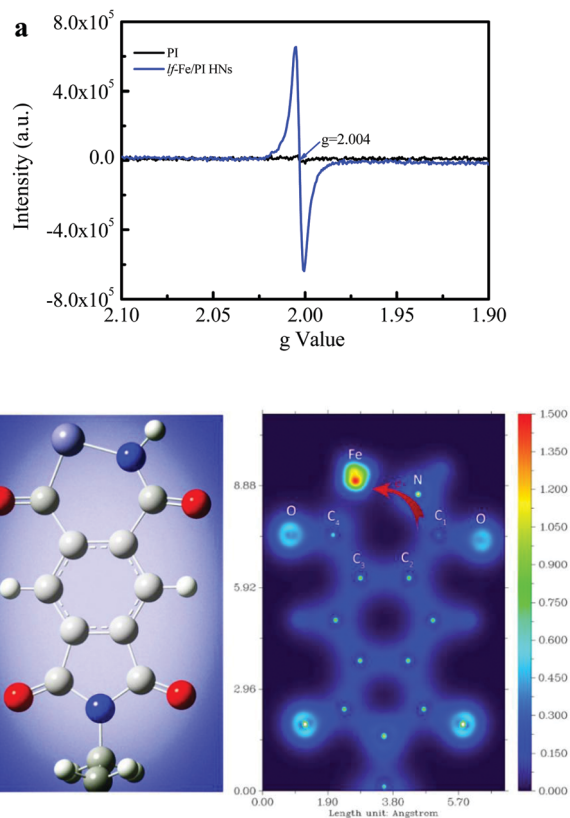 a
8.0x10⁵
4.0x10⁵
0.0
-4.0x10⁵
-8.0x10⁵
Intensity (a.u.)
PI
lf-Fe/PI HNs
g=2.004
2.10 2.05 2.00 1.95 1.90
g Value
Fe
N
O C₄ C₁ O
C₃ C₂
8.88
5.92
2.96
0.00
0.00 1.90 3.80 5.70
Length unit: Angstrom
1.500
1.350
1.200
1.050
0.900
0.750
0.600
0.450
0.300
0.150
0.000